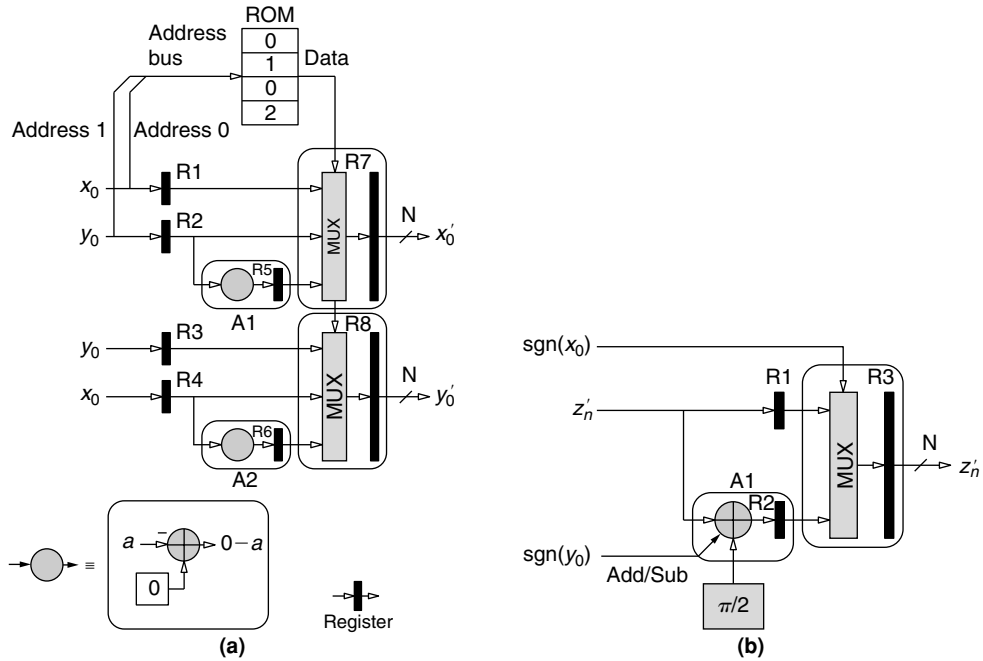 ROM
Address bus
0
1
0
2
Data
Address 1
Address 0
x₀
R1
y₀
R2
R5
A1
MUX
R7
N
x₀′
y₀
R3
x₀
R4
R6
A2
MUX
R8
N
y₀′
≡
a
−
0−a
0
Register
(a)
sgn(x₀)
z′ₙ
R1
R3
MUX
N
z′ₙ
A1
R2
sgn(y₀)
Add/Sub
π/2
(b)